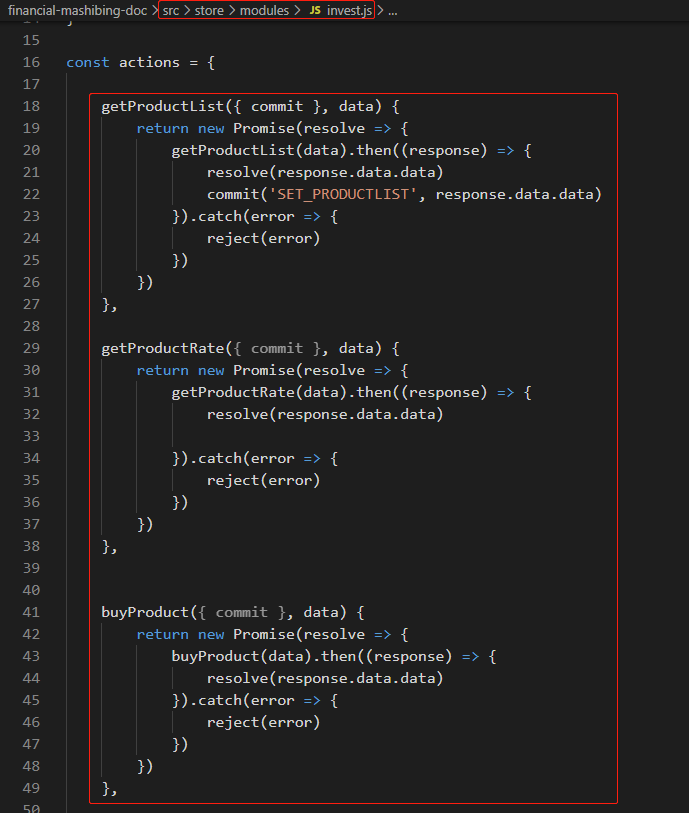 financial-mashibing-doc > src > store > modules > JS invest.js > ...
15
16 const actions = {
17
18     getProductList({ commit }, data) {
19         return new Promise(resolve => {
20             getProductList(data).then((response) => {
21                 resolve(response.data.data)
22                 commit('SET_PRODUCTLIST', response.data.data)
23             }).catch(error => {
24                 reject(error)
25             })
26         })
27     },
28
29     getProductRate({ commit }, data) {
30         return new Promise(resolve => {
31             getProductRate(data).then((response) => {
32                 resolve(response.data.data)
33
34             }).catch(error => {
35                 reject(error)
36             })
37         })
38     },
39
40
41     buyProduct({ commit }, data) {
42         return new Promise(resolve => {
43             buyProduct(data).then((response) => {
44                 resolve(response.data.data)
45             }).catch(error => {
46                 reject(error)
47             })
48         })
49     },
50